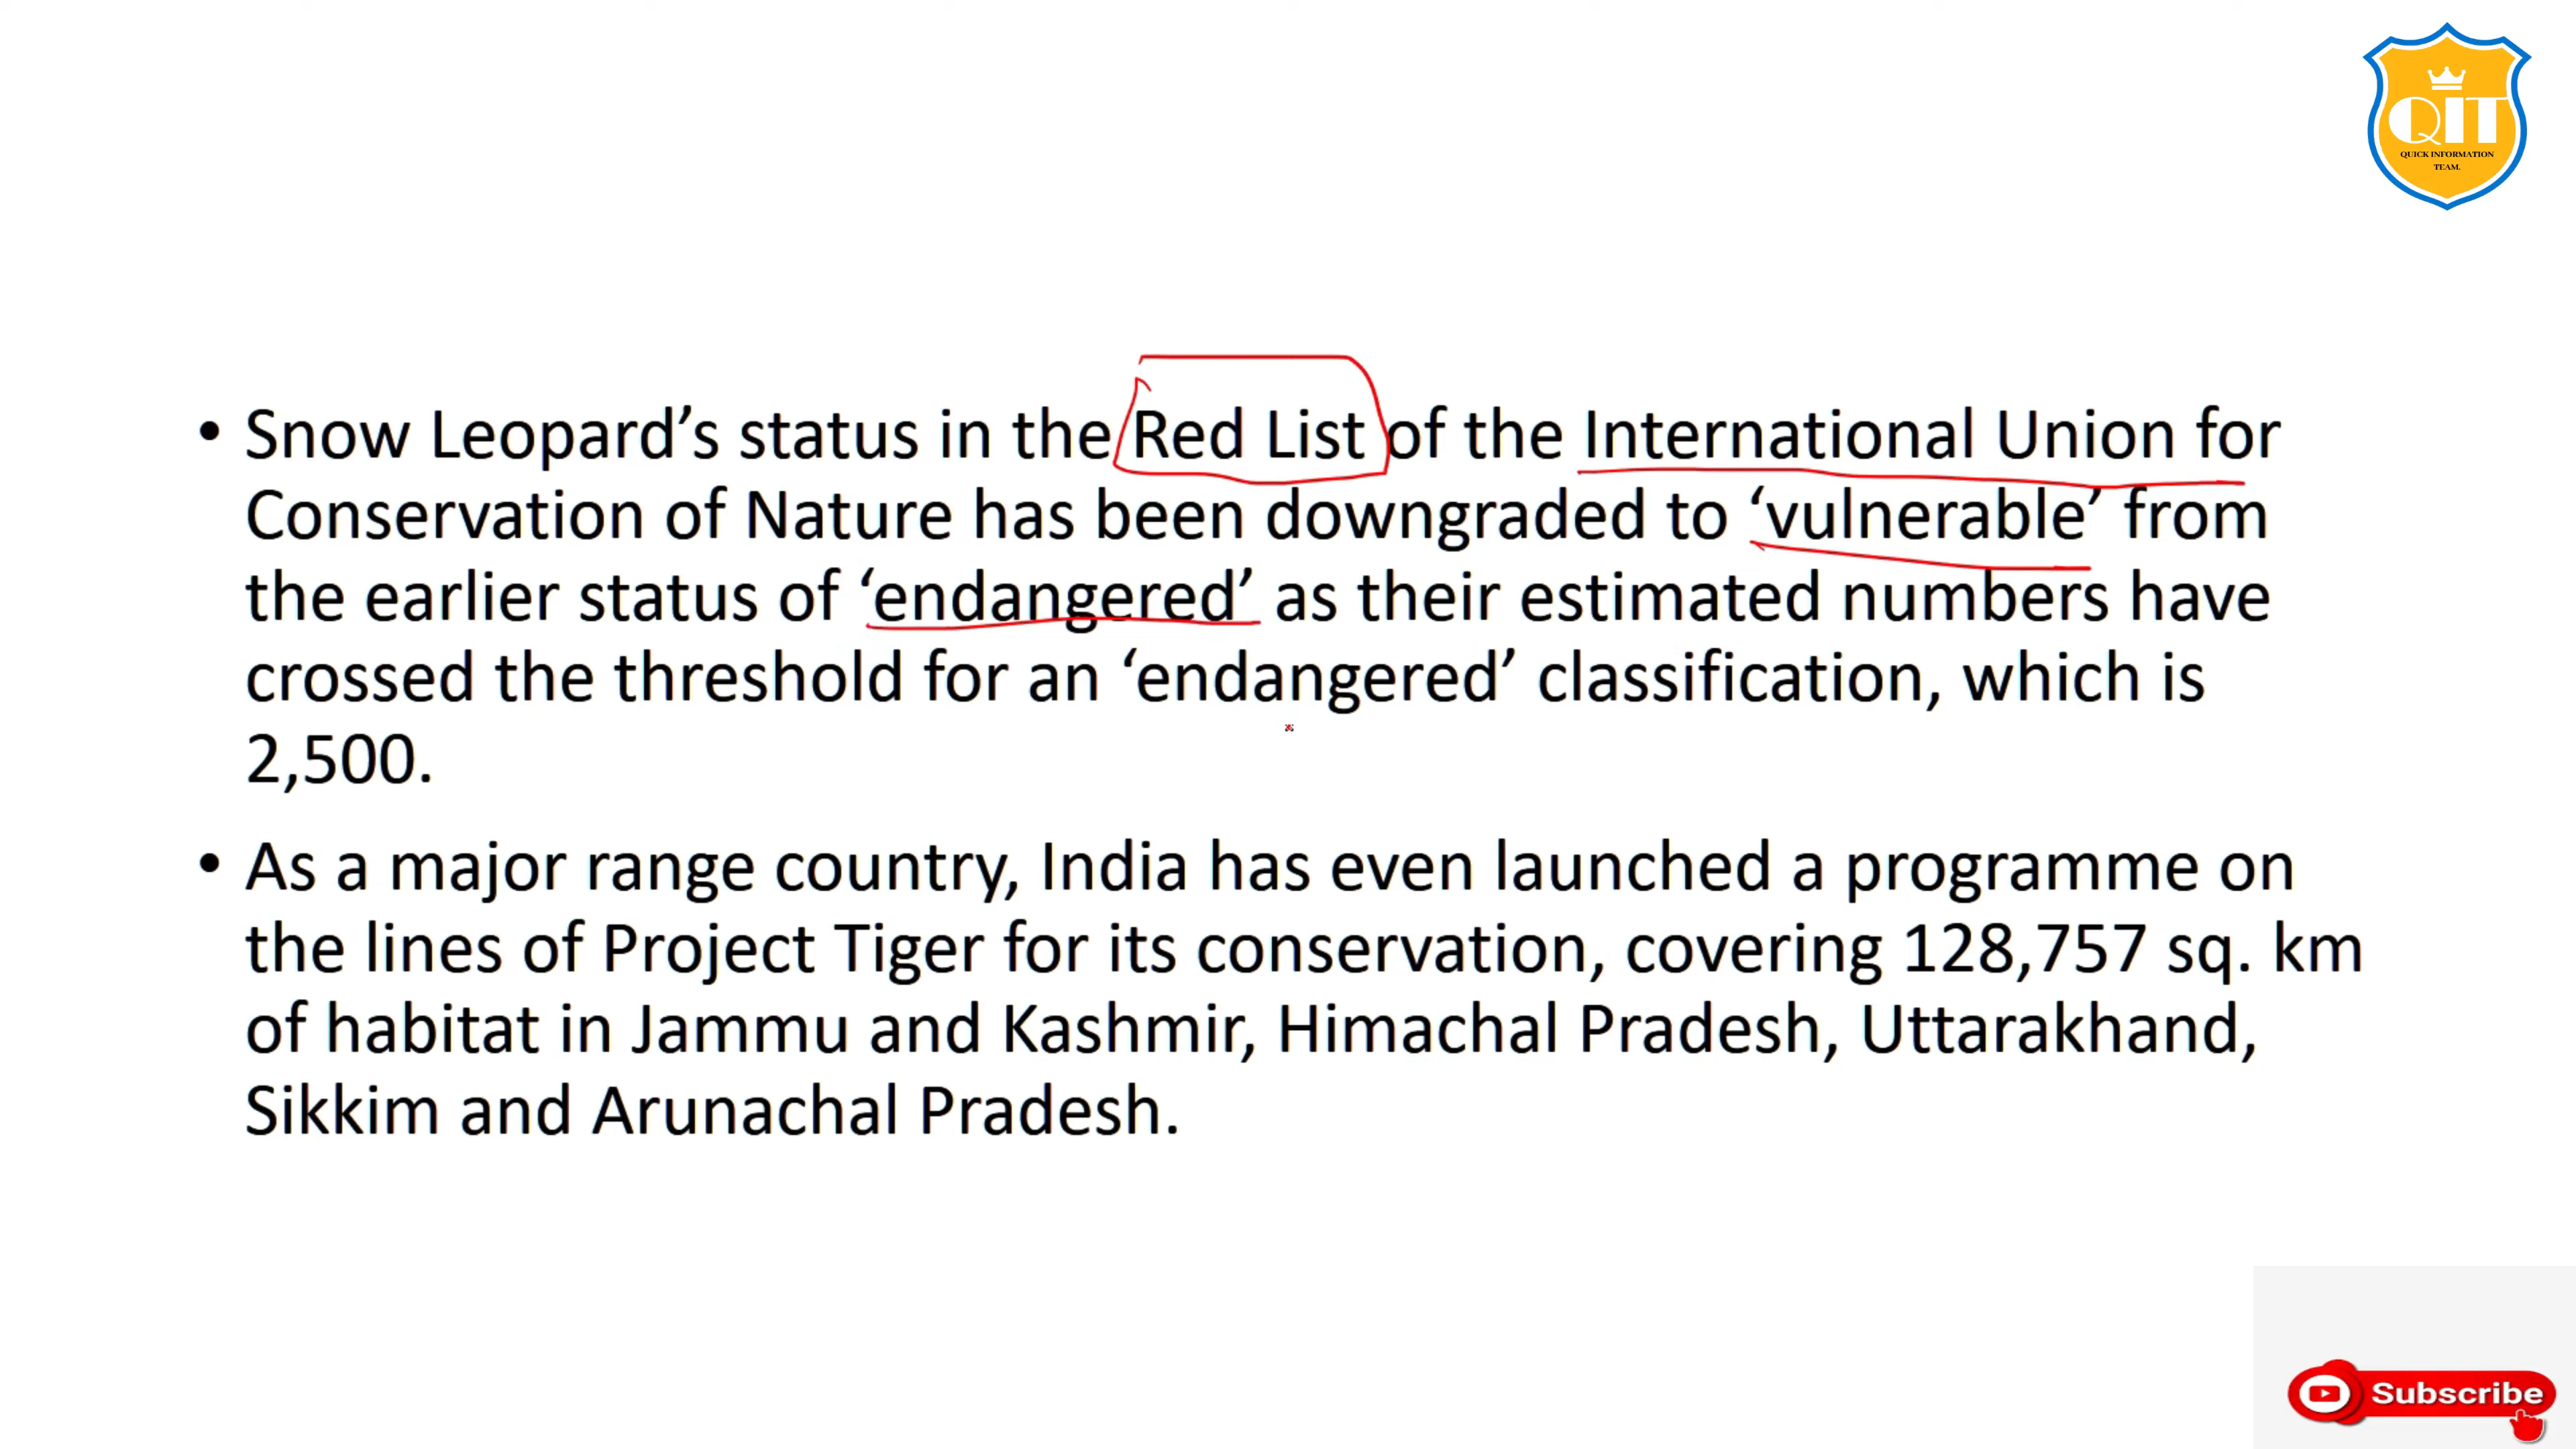 QIT
QUICK INFORMATION
TEAM.
• Snow Leopard’s status in the Red List of the International Union for
Conservation of Nature has been downgraded to ‘vulnerable’ from
the earlier status of ‘endangered’ as their estimated numbers have
crossed the threshold for an ‘endangered’ classification, which is
2,500.
• As a major range country, India has even launched a programme on
the lines of Project Tiger for its conservation, covering 128,757 sq. km
of habitat in Jammu and Kashmir, Himachal Pradesh, Uttarakhand,
Sikkim and Arunachal Pradesh.
Subscribe